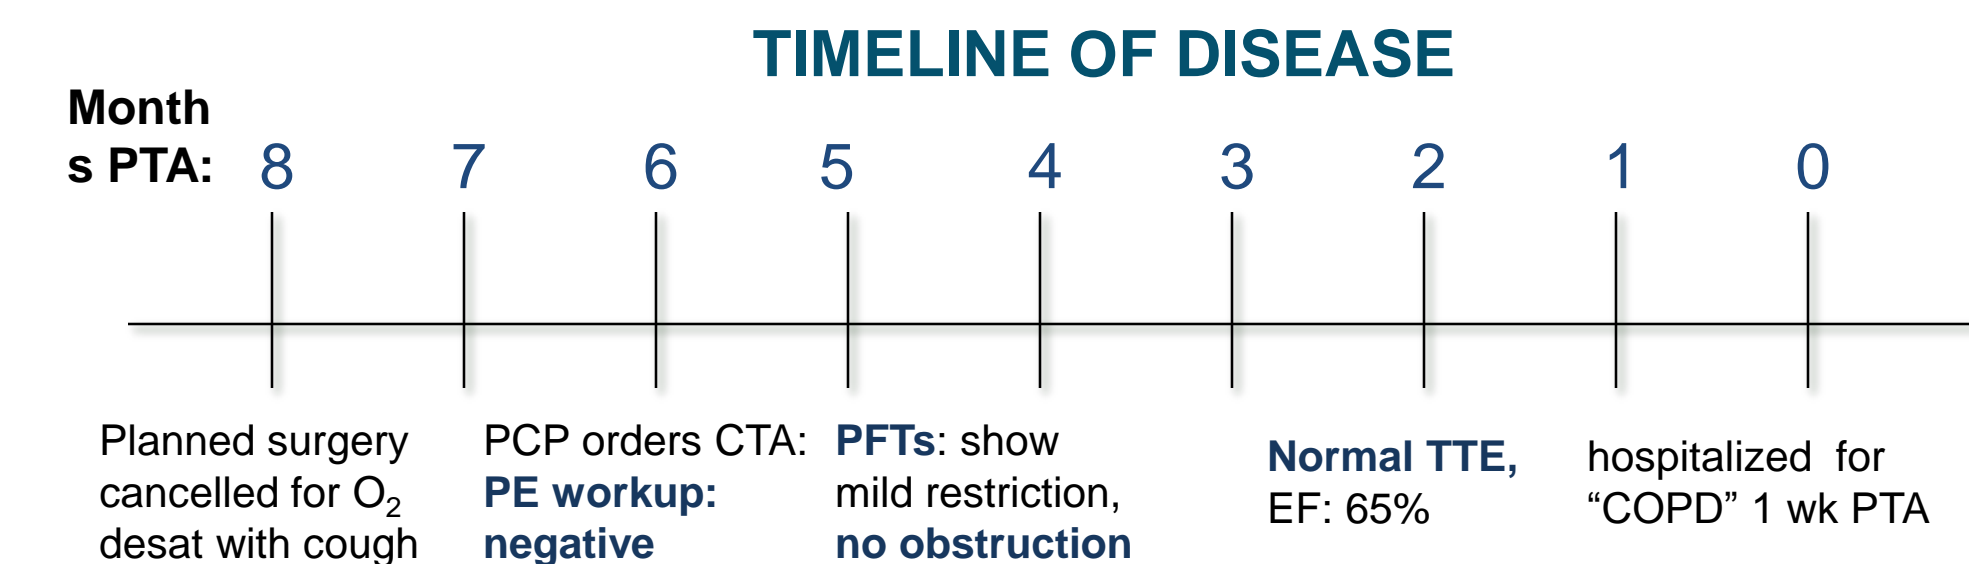 TIMELINE OF DISEASE
Month
s PTA: 8 7 6 5 4 3 2 1 0
Planned surgery
cancelled for O₂
desat with cough
PCP orders CTA:
PE workup:
negative
PFTs: show
mild restriction,
no obstruction
Normal TTE,
EF: 65%
hospitalized for
“COPD” 1 wk PTA